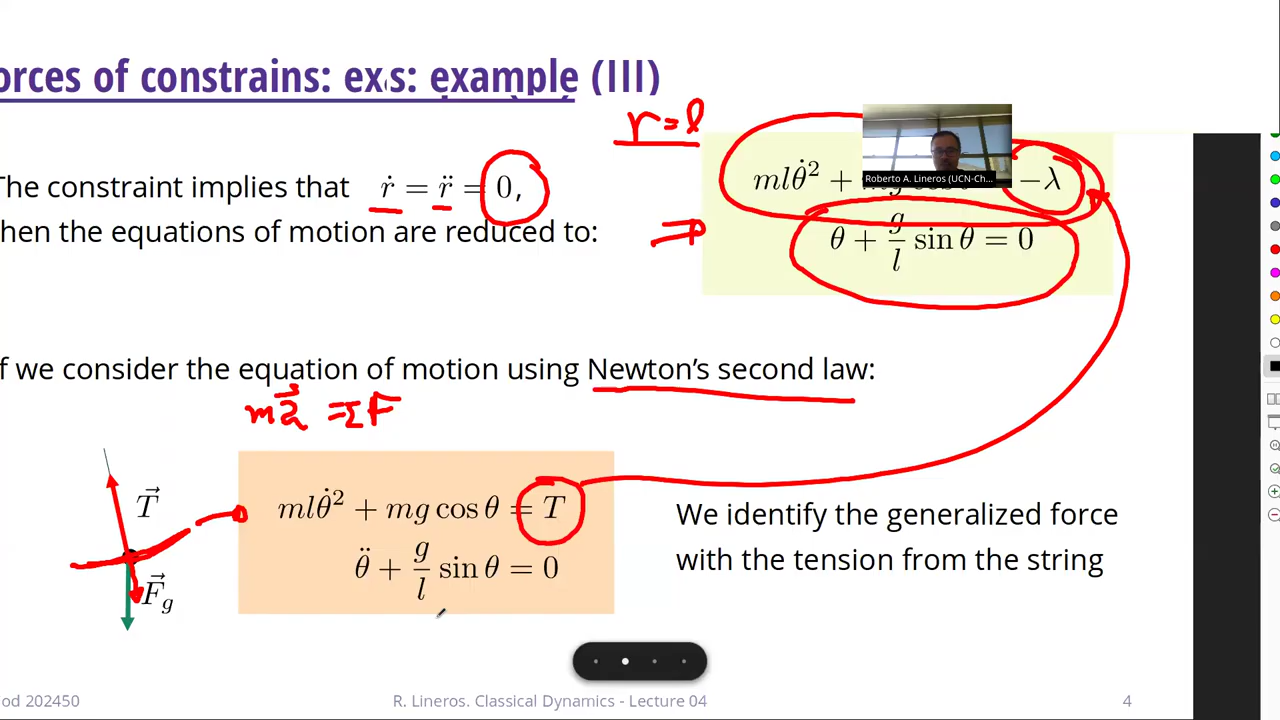 orces of constrains: exs: example (III)
r=l
The constraint implies that ṙ = r̈ = 0,
hen the equations of motion are reduced to:
mlθ̇² + mg cos −λ
Roberto A. Lineros (UCN-Ch...
θ + g/l sin θ = 0
f we consider the equation of motion using Newton's second law:
ma⃗ = ΣF
T⃗
F⃗g
mlθ̇² + mg cos θ = T
θ̈ + g/l sin θ = 0
We identify the generalized force
with the tension from the string
od 202450
R. Lineros. Classical Dynamics - Lecture 04
4